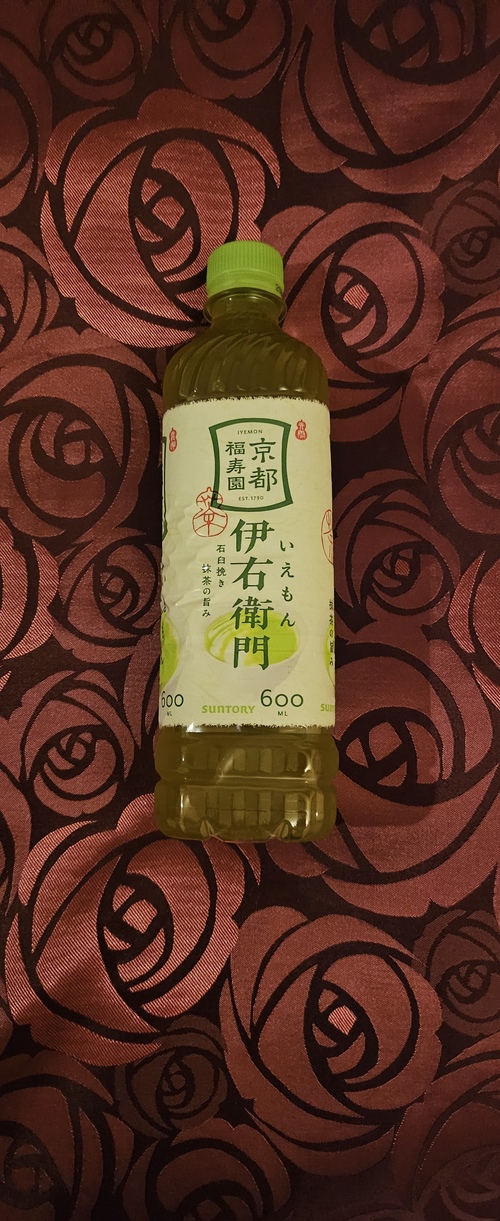 IYEMON
京都
福寿園
EST.1790
茶
いえもん
伊右衛門
石臼挽き
抹茶の旨み
600
ML
SUNTORY
600
ML